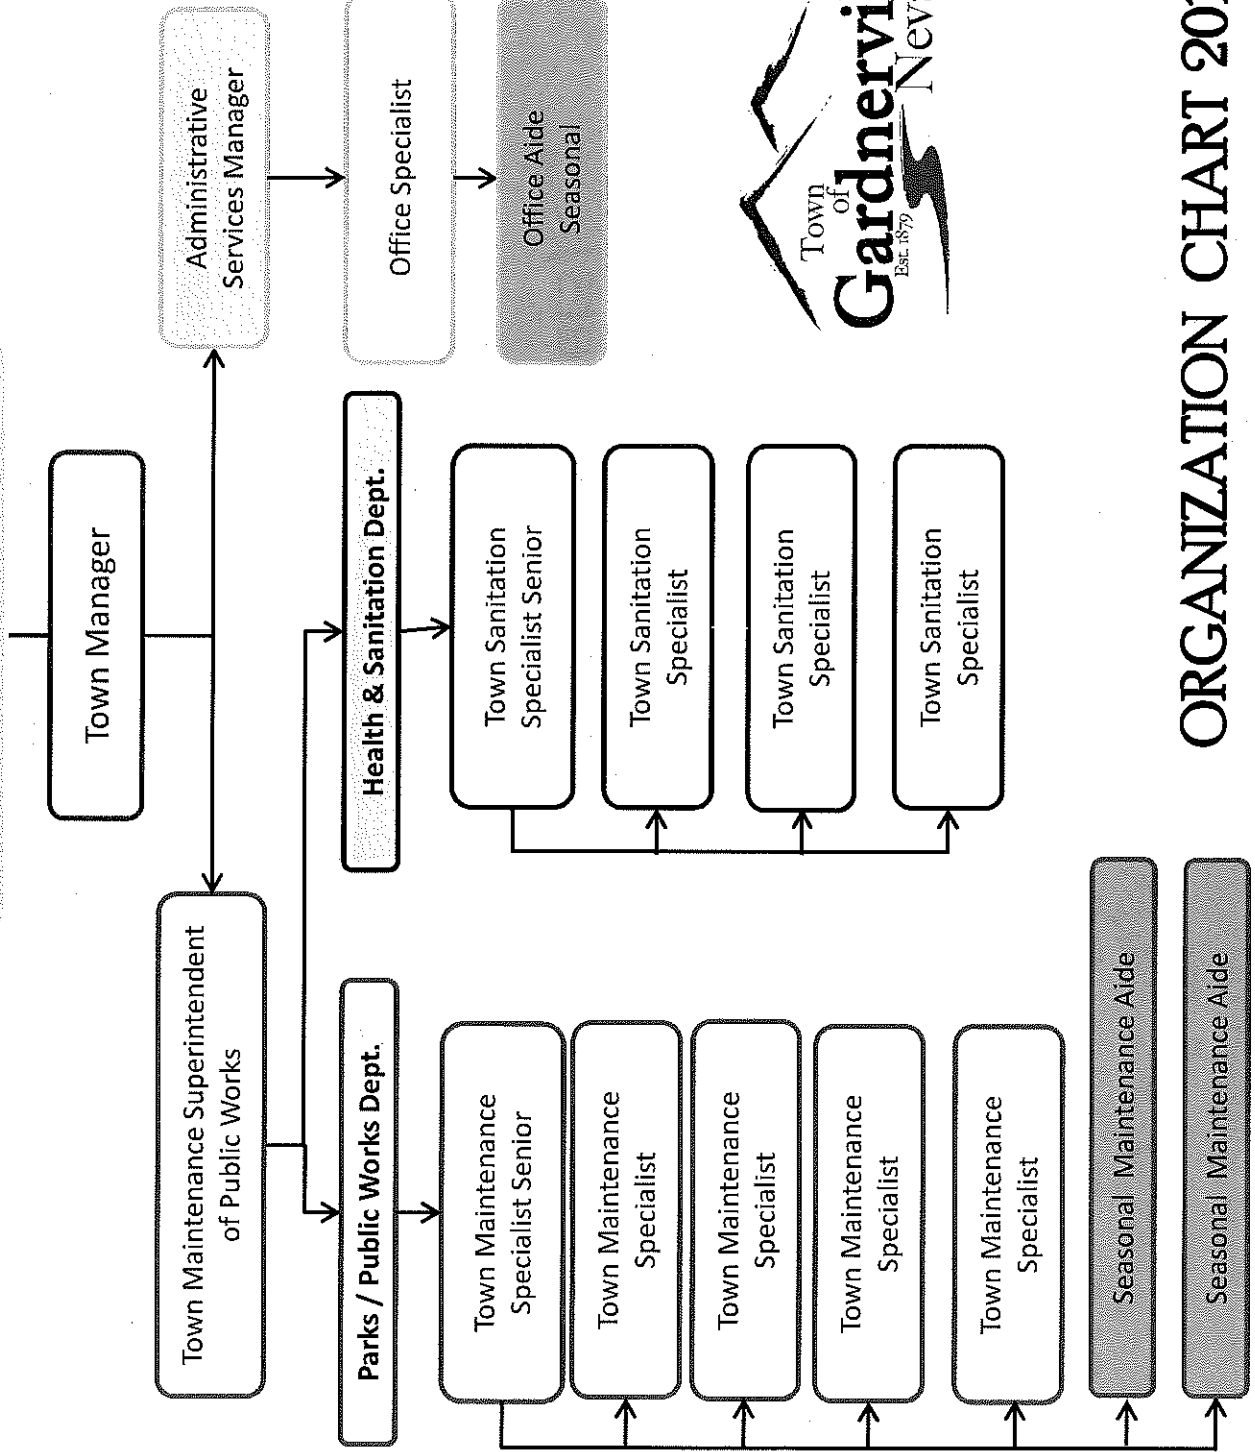 Town Manager
Town Maintenance Superintendent
of Public Works
Administrative
Services Manager
Parks / Public Works Dept.
Health & Sanitation Dept.
Office Specialist
Office Aide
Seasonal
Town Maintenance
Specialist Senior
Town Maintenance
Specialist
Town Maintenance
Specialist
Town Maintenance
Specialist
Town Maintenance
Specialist
Seasonal Maintenance Aide
Seasonal Maintenance Aide
Town Sanitation
Specialist Senior
Town Sanitation
Specialist
Town Sanitation
Specialist
Town Sanitation
Specialist
Town
of
Gardnervi
Est. 1879
Nev
ORGANIZATION CHART 20